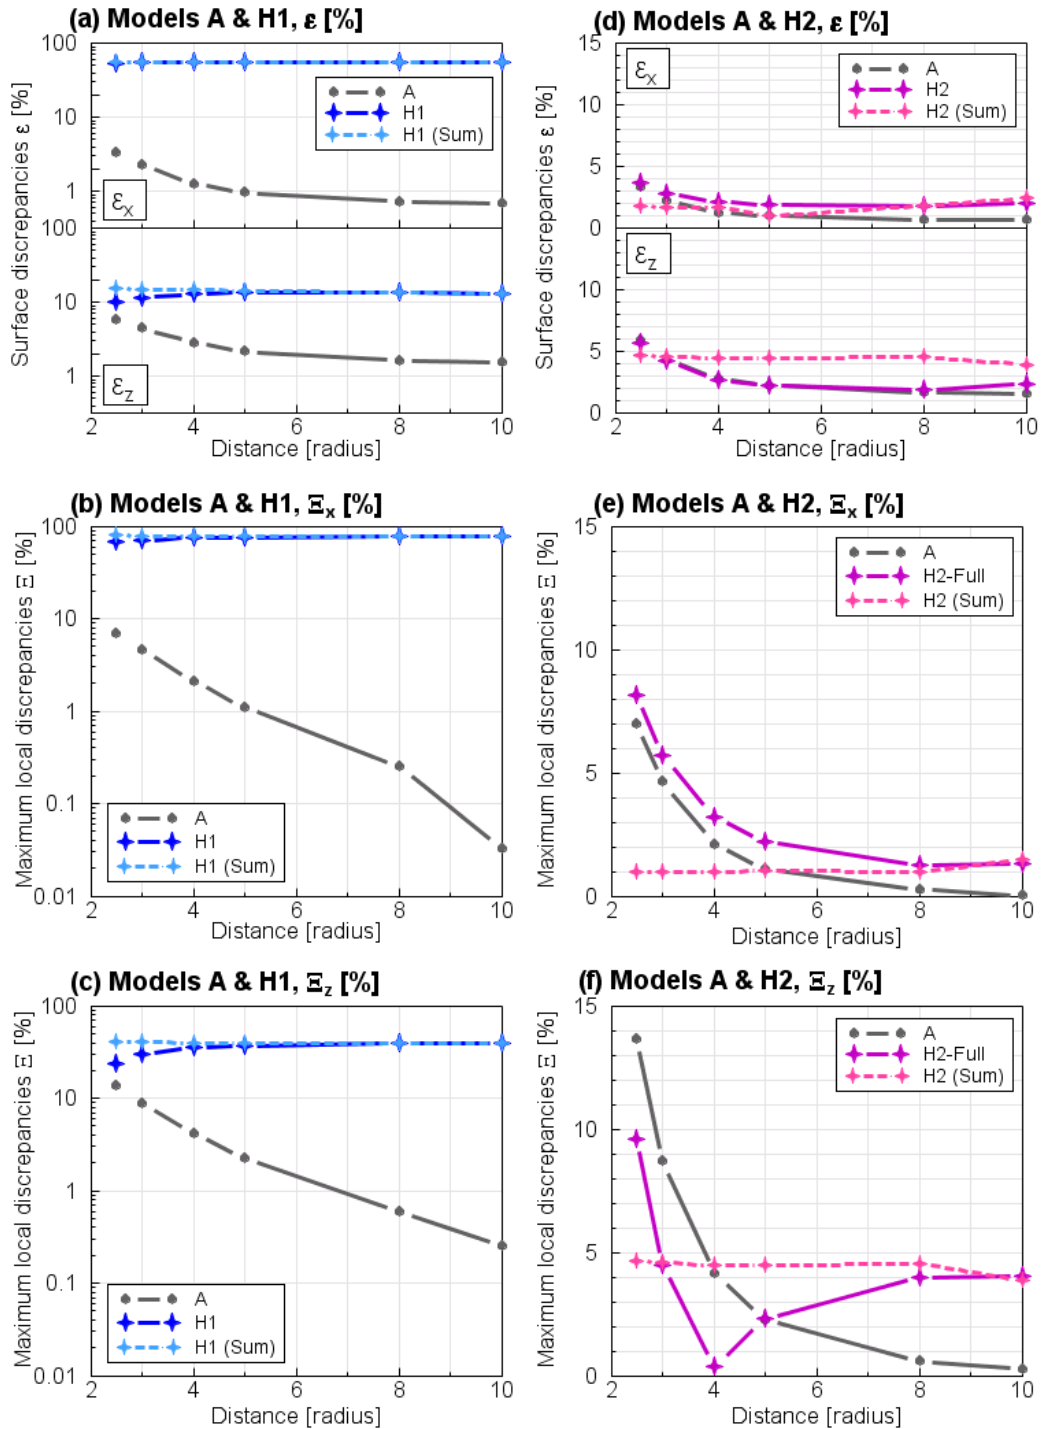 (a) Models A & H1, ε [%]
Surface discrepancies ε [%]
100
10
1
100
10
1
A
H1
H1 (Sum)
εx
εz
2
4
6
8
10
Distance [radius]
(d) Models A & H2, ε [%]
Surface discrepancies ε [%]
15
10
5
0
10
5
0
εx
A
H2
H2 (Sum)
εz
2
4
6
8
10
Distance [radius]
(b) Models A & H1, Ξx [%]
Maximum local discrepancies Ξ [%]
100
10
1
0.1
0.01
A
H1
H1 (Sum)
2
4
6
8
10
Distance [radius]
(e) Models A & H2, Ξx [%]
Maximum local discrepancies Ξ [%]
15
10
5
0
A
H2-Full
H2 (Sum)
2
4
6
8
10
Distance [radius]
(c) Models A & H1, Ξz [%]
Maximum local discrepancies Ξ [%]
100
10
1
0.1
0.01
A
H1
H1 (Sum)
2
4
6
8
10
Distance [radius]
(f) Models A & H2, Ξz [%]
Maximum local discrepancies Ξ [%]
15
10
5
0
A
H2-Full
H2 (Sum)
2
4
6
8
10
Distance [radius]